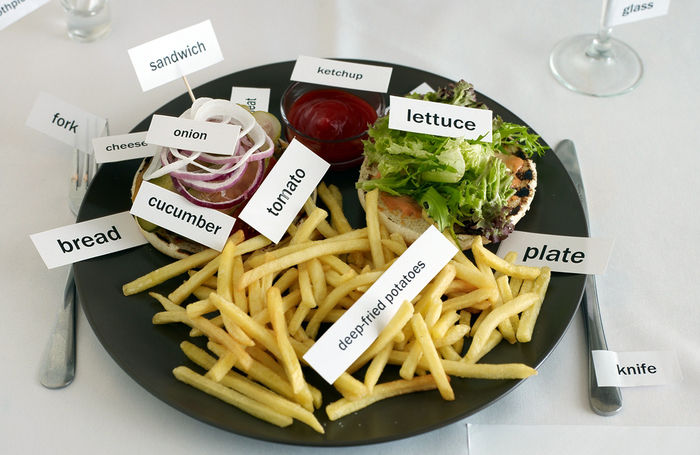 glass
sandwich
ketchup
fork
cheese
onion
lettuce
tomato
cucumber
bread
plate
deep-fried potatoes
knife